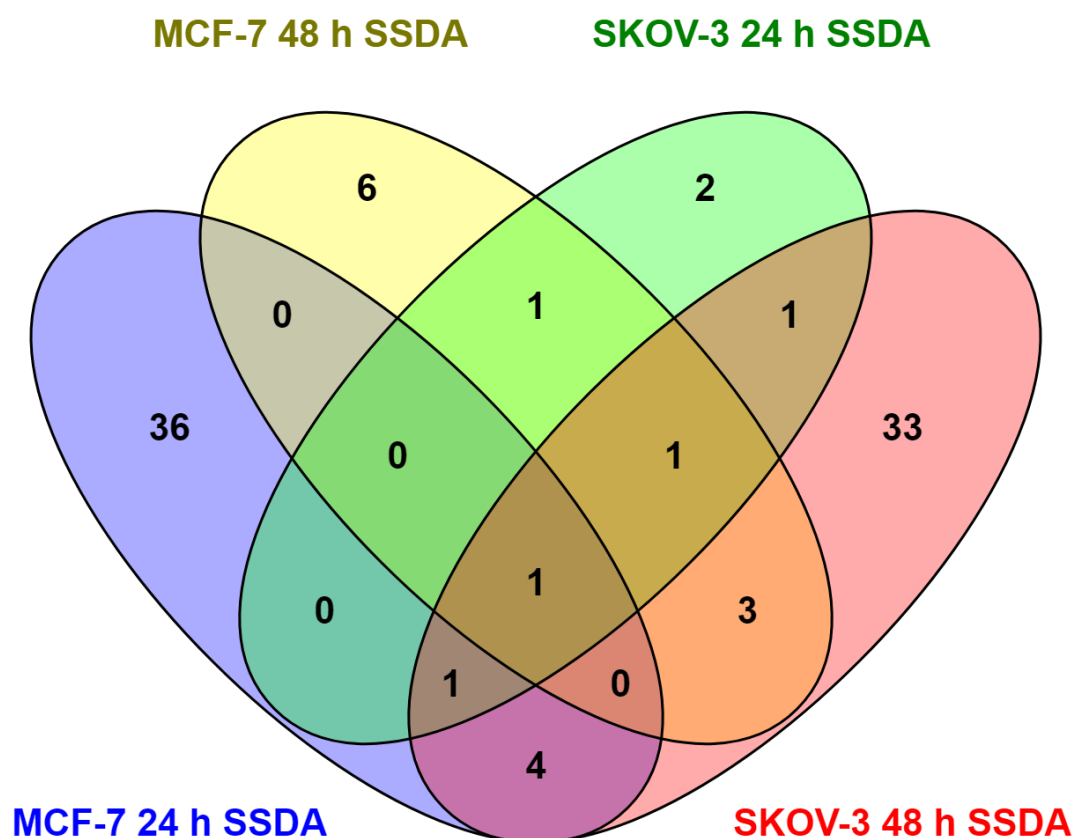 MCF-7 48 h SSDA SKOV-3 24 h SSDA
6 2
0 1 1
36 33
0 1
1
0 3
1 0
4
MCF-7 24 h SSDA SKOV-3 48 h SSDA